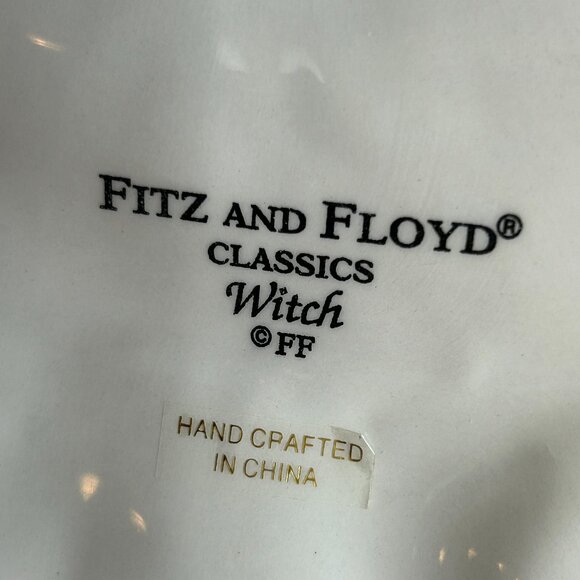 FITZ AND FLOYD®
CLASSICS
Witch
©FF
HAND CRAFTED
IN CHINA